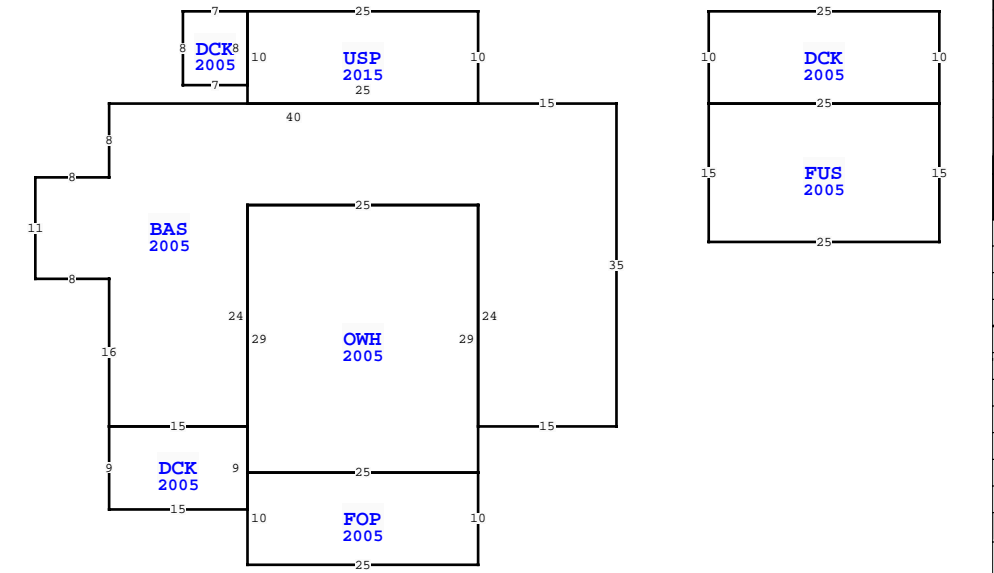 7 25 25
8 DCK 8 10 USP 10 10 DCK 10
2005 2015 2005
7 25
15 25
40
8
8 15 FUS 15
2005
25
11 BAS 25
2005
35
8
24 24
29 OWH 29
2005
16
15 15
9 DCK 9 25
2005
15 10 FOP 10
2005
25